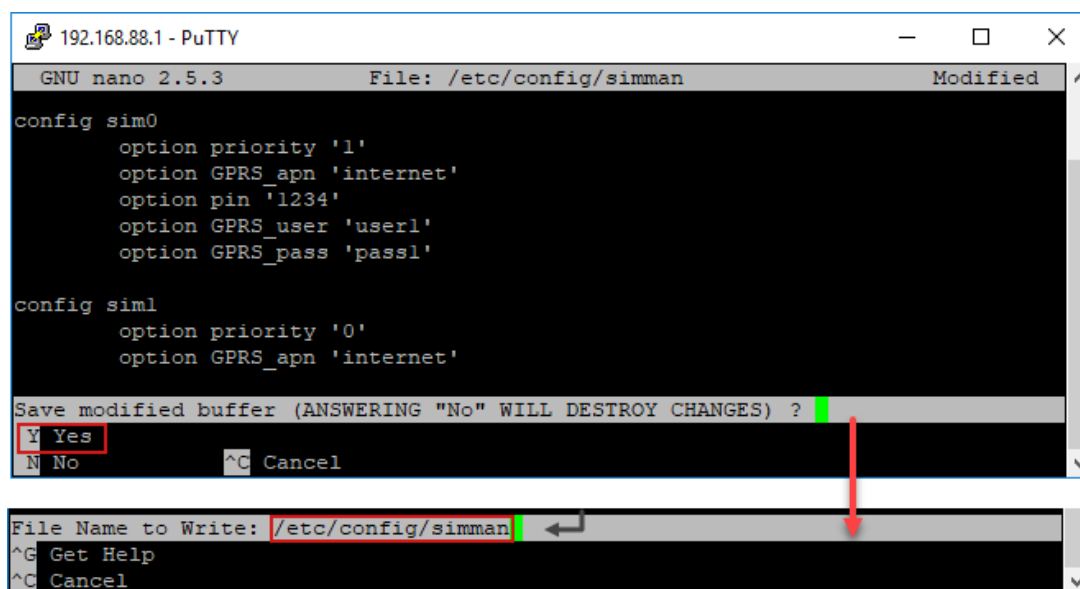 192.168.88.1 - PuTTY
GNU nano 2.5.3 File: /etc/config/simman Modified
config sim0
option priority '1'
option GPRS_apn 'internet'
option pin '1234'
option GPRS_user 'user1'
option GPRS_pass 'pass1'
config sim1
option priority '0'
option GPRS_apn 'internet'
Save modified buffer (ANSWERING "No" WILL DESTROY CHANGES) ?
Y Yes
N No ^C Cancel
File Name to Write: /etc/config/simman
^G Get Help
^C Cancel